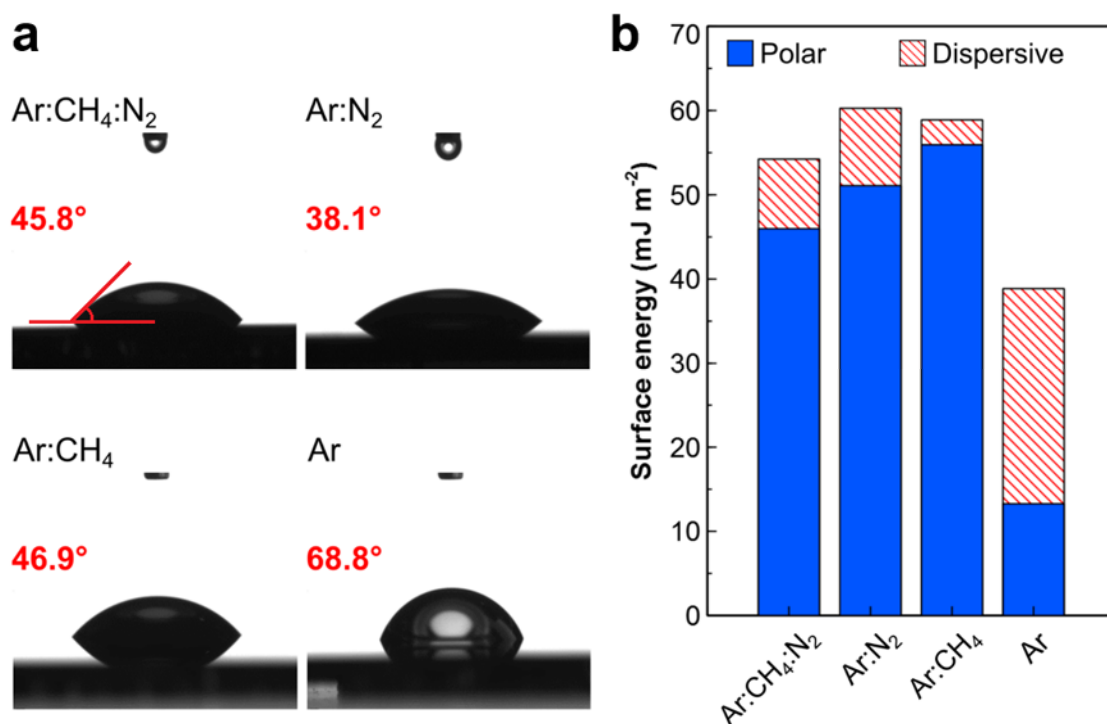 a
Ar:CH₄:N₂
45.8°
Ar:N₂
38.1°
Ar:CH₄
46.9°
Ar
68.8°
b
Polar
Dispersive
Surface energy (mJ m⁻²)
70
60
50
40
30
20
10
0
Ar:CH₄:N₂
Ar:N₂
Ar:CH₄
Ar